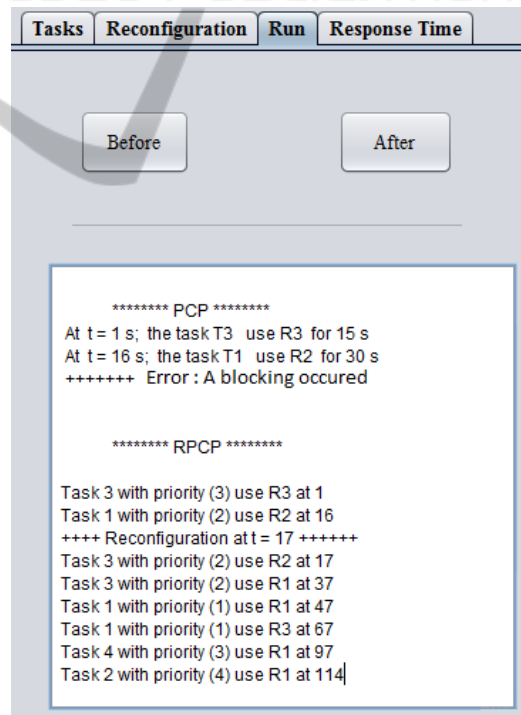 Tasks Reconfiguration Run Response Time
Before After
******** PCP ********
At t = 1 s; the task T3 use R3 for 15 s
At t = 16 s; the task T1 use R2 for 30 s
+++++++ Error : A blocking occured
******** RPCP ********
Task 3 with priority (3) use R3 at 1
Task 1 with priority (2) use R2 at 16
++++ Reconfiguration at t = 17 ++++++
Task 3 with priority (2) use R2 at 17
Task 3 with priority (2) use R1 at 37
Task 1 with priority (1) use R1 at 47
Task 1 with priority (1) use R3 at 67
Task 4 with priority (3) use R1 at 97
Task 2 with priority (4) use R1 at 114